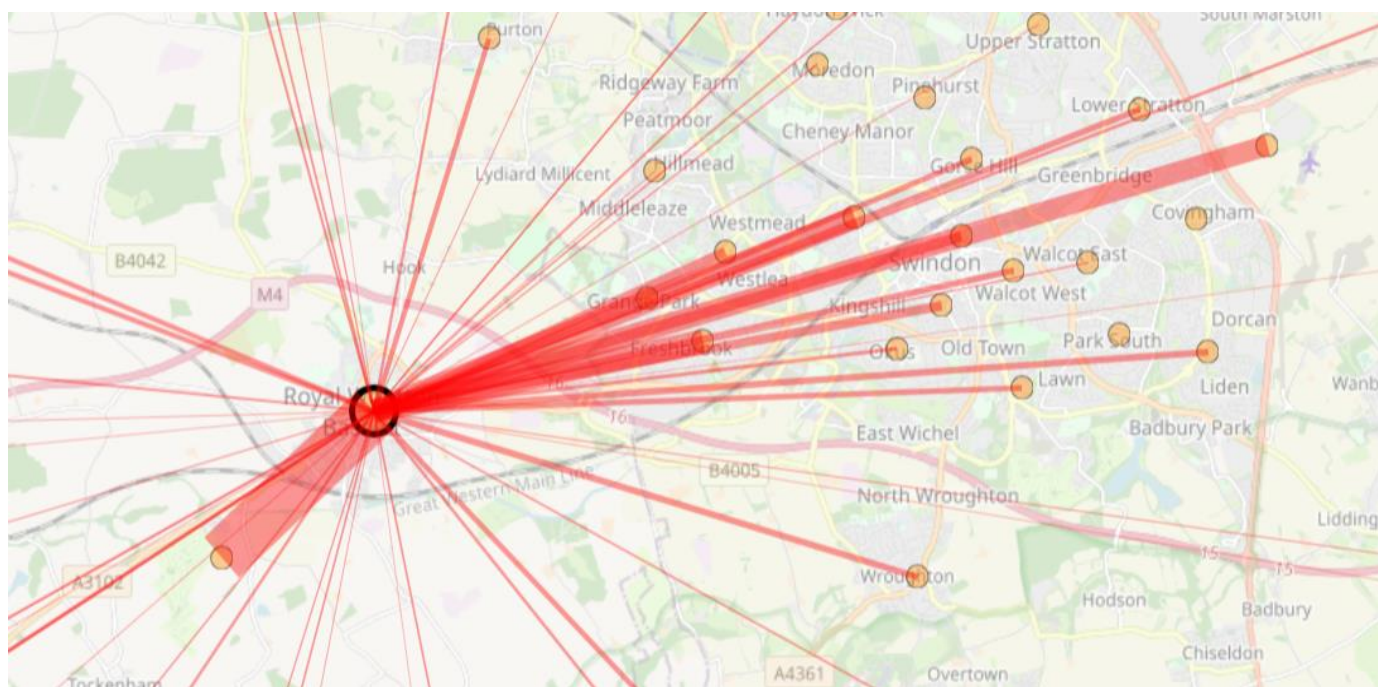 South Marston
Purton
Upper Stratton
Moredon
Ridgeway Farm
Pinehurst
Lower Stratton
Peatmoor
Cheney Manor
Hillmead
Gorse Hill
Lydiard Millicent
Greenbridge
Middleleaze
Covingham
Westmead
B4042
Hook
Walcot East
Swindon
Westlea
M4
Walcot West
Grange Park
Kingshill
Dorcan
Freshbrook
Old Town
Park South
Liden
Wanb
Lawn
Royal
16
16
East Wichel
Badbury Park
B4005
Great Western Main Line
North Wroughton
Lidding
15
15
A3102
Wroughton
Hodson
Badbury
Chiseldon
Tockenham
A4361
Overtown